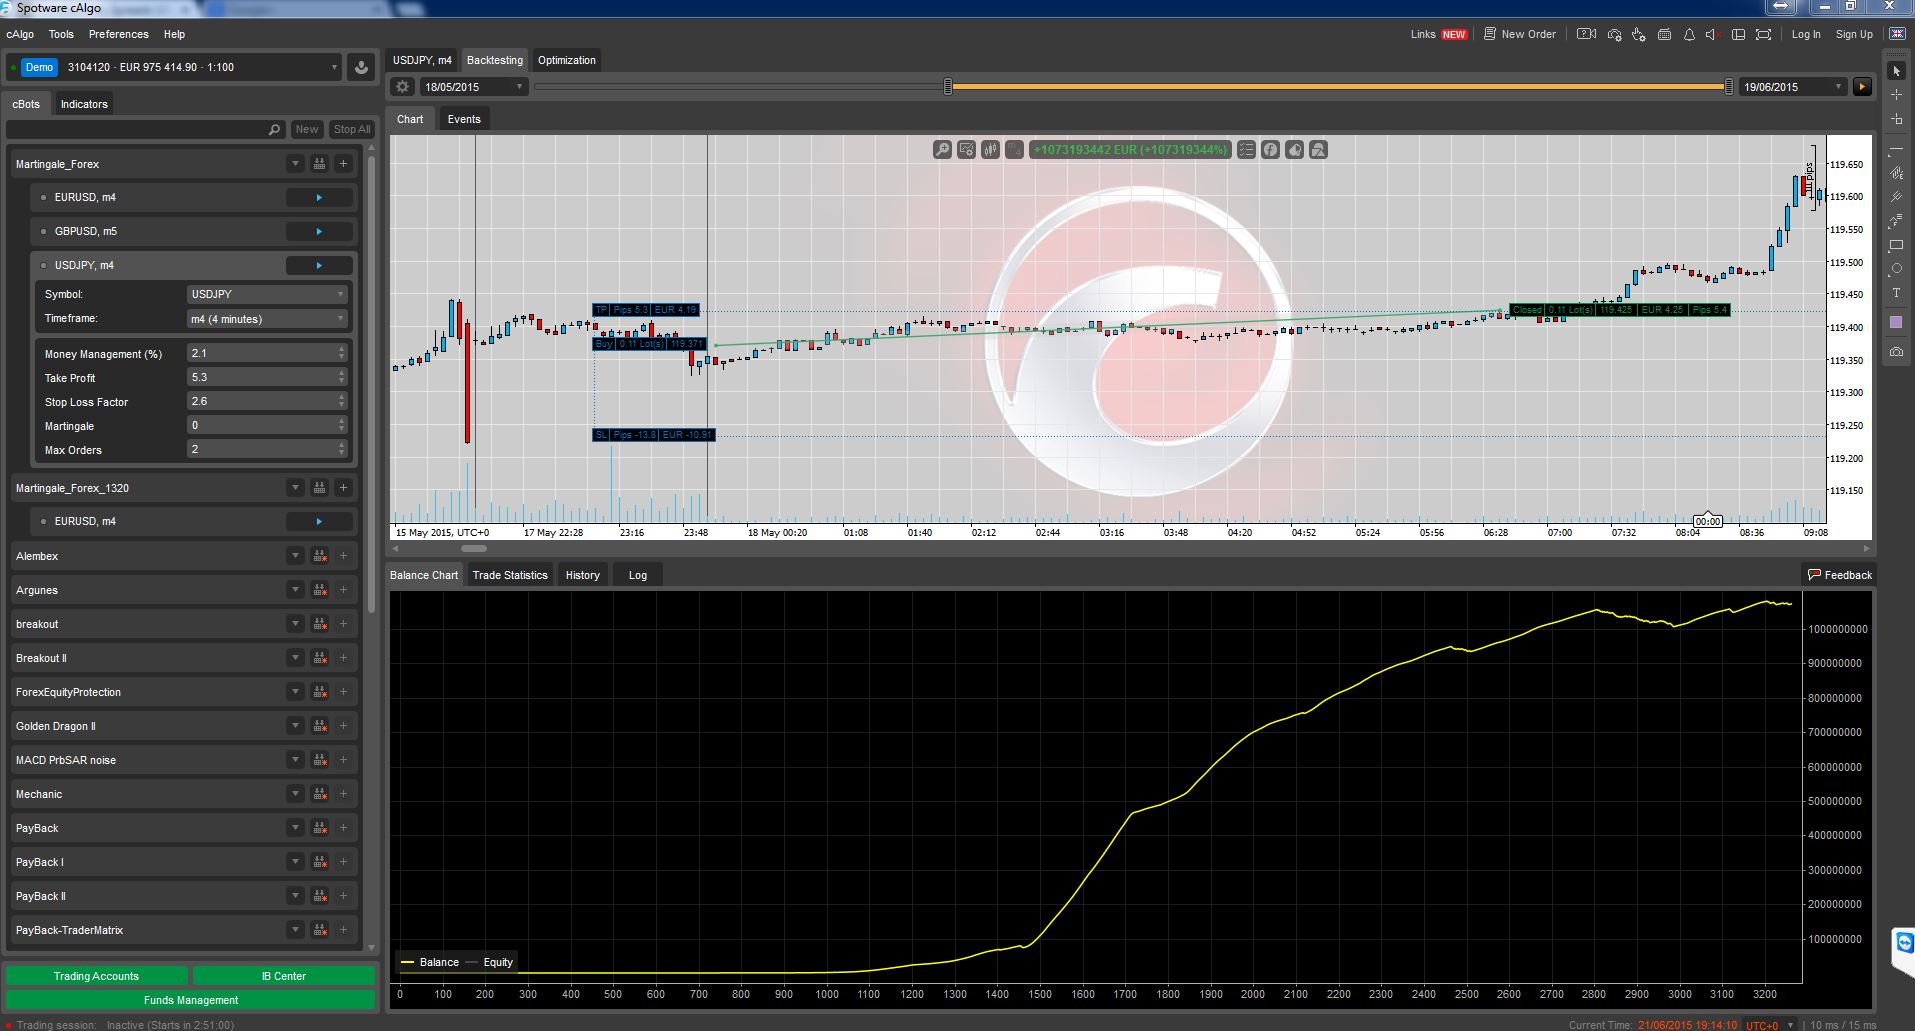 Spotware cAlgo
cAlgo Tools Preferences Help
Links NEW New Order Log In Sign Up
Demo 3104120 · EUR 975 414.90 · 1:100
cBots Indicators
New Stop All
Martingale_Forex
EURUSD, m4
GBPUSD, m5
USDJPY, m4
Symbol: USDJPY
Timeframe: m4 (4 minutes)
Money Management (%) 2.1
Take Profit 5.3
Stop Loss Factor 2.6
Martingale 0
Max Orders 2
Martingale_Forex_1320
EURUSD, m4
Alembex
Argunes
breakout
Breakout II
ForexEquityProtection
Golden Dragon II
MACD PrbSAR noise
Mechanic
PayBack
PayBack I
PayBack II
PayBack-TraderMatrix
Trading Accounts IB Center
Funds Management
Trading session: Inactive (Starts in 2:51:00)
USDJPY, m4 Backtesting Optimization
18/05/2015 19/06/2015
Chart Events
m4 +1073193442 EUR (+107319344%)
pips
TP| Pips 5.3| EUR 4.19
Buy| 0.11 Lot(s)| 119.371
SL| Pips -13.8| EUR -10.91
Closed| 0.11 Lot(s)| 119.425| EUR 4.25| Pips 5.4
119.650
119.600
119.550
119.500
119.450
119.400
119.350
119.300
119.250
119.200
119.150
00:00
15 May 2015, UTC+0 17 May 22:28 23:16 23:48 18 May 00:20 01:08 01:40 02:12 02:44 03:16 03:48 04:20 04:52 05:24 05:56 06:28 07:00 07:32 08:04 08:36 09:08
Balance Chart Trade Statistics History Log Feedback
1000000000
900000000
800000000
700000000
600000000
500000000
400000000
300000000
200000000
100000000
Balance Equity
0 100 200 300 400 500 600 700 800 900 1000 1100 1200 1300 1400 1500 1600 1700 1800 1900 2000 2100 2200 2300 2400 2500 2600 2700 2800 2900 3000 3100 3200
Current Time: 21/06/2015 19:14:10 UTC+0 | 10 ms / 15 ms